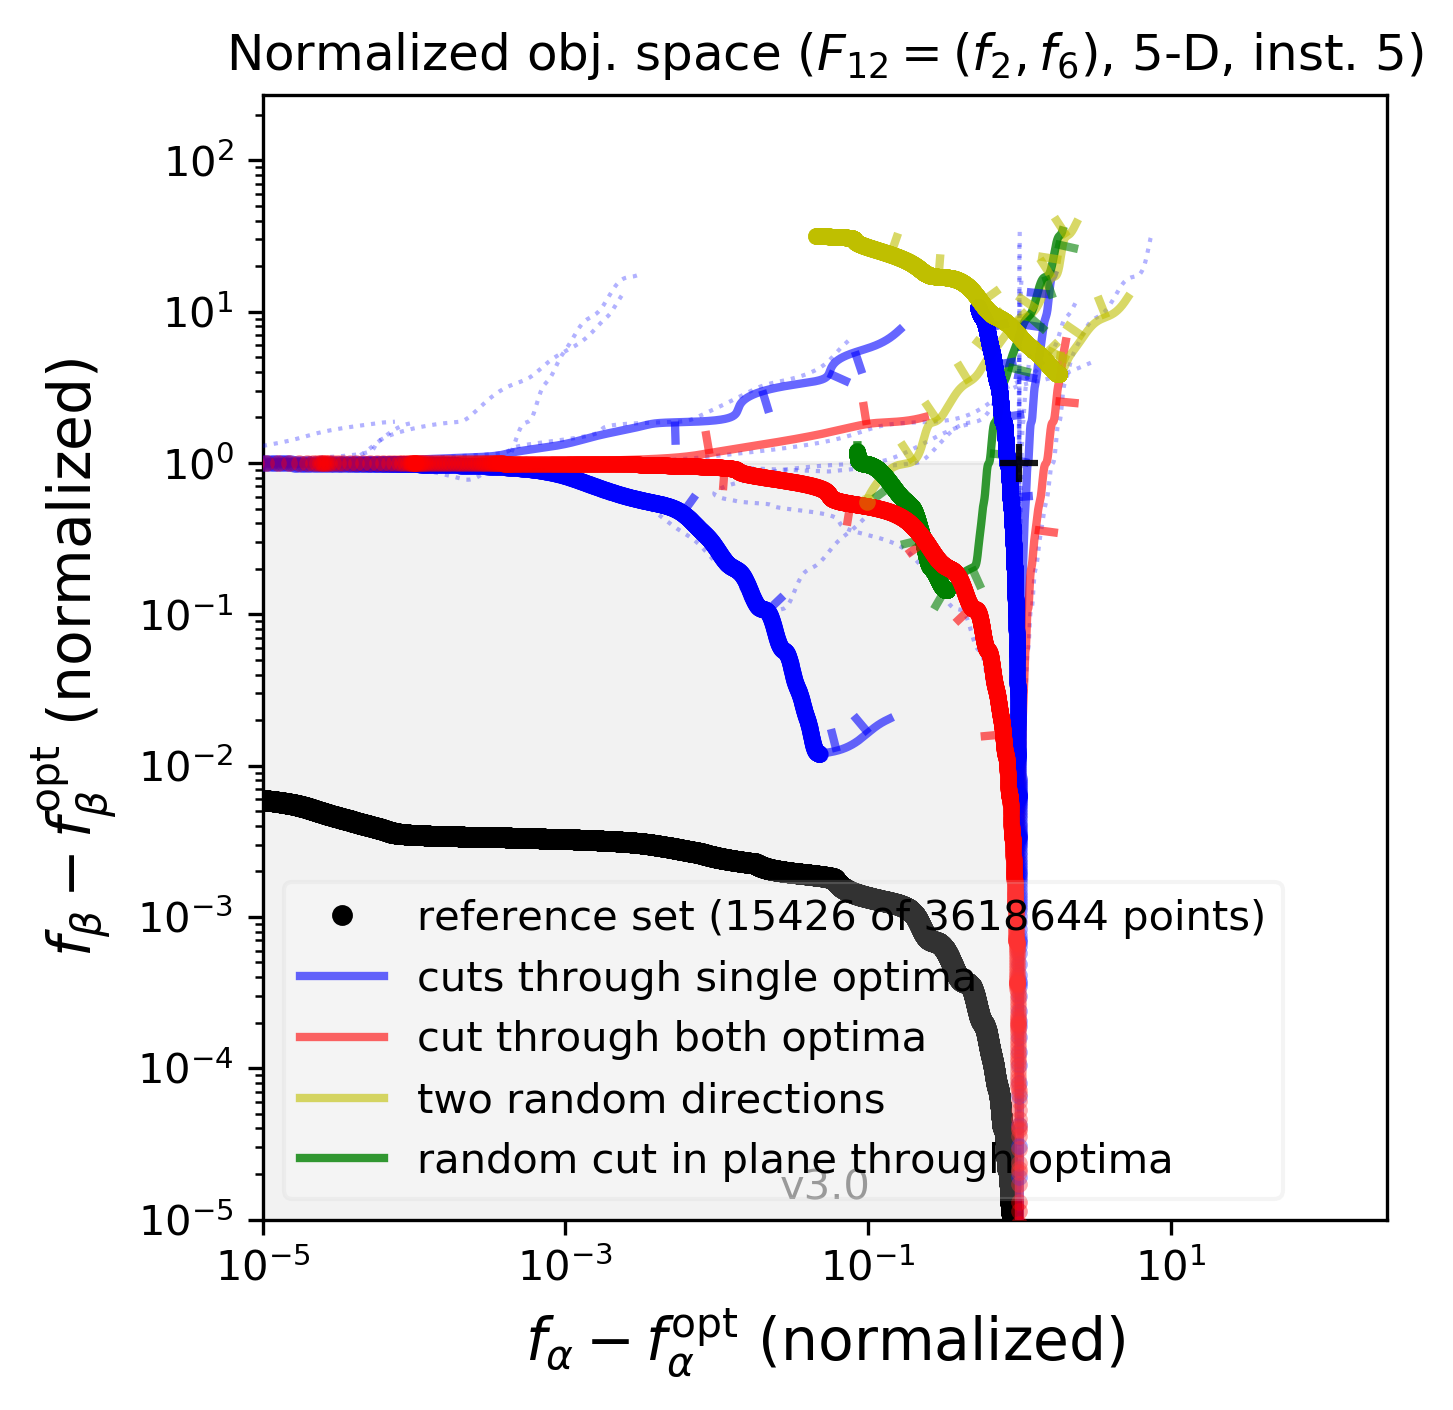 Normalized obj. space (F₁₂ = (f₂, f₆), 5-D, inst. 5)
10²
10¹
10⁰
10⁻¹
10⁻²
10⁻³
10⁻⁴
10⁻⁵
f_β − f_β^opt (normalized)
reference set (15426 of 3618644 points)
cuts through single optima
cut through both optima
two random directions
random cut in plane through optima
v3.0
10⁻⁵ 10⁻³ 10⁻¹ 10¹
f_α − f_α^opt (normalized)